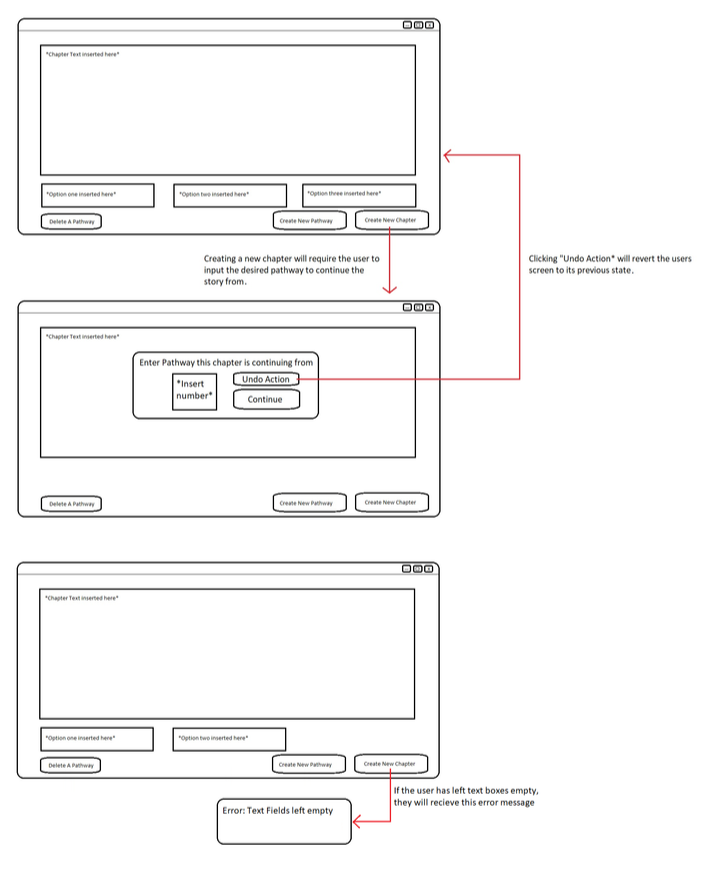 *Chapter Text inserted here*
*Option one inserted here*
*Option two inserted here*
*Option three inserted here*
Delete A Pathway
Create New Pathway
Create New Chapter
Creating a new chapter will require the user to
input the desired pathway to continue the
story from.
Clicking "Undo Action" will revert the users
screen to its previous state.
*Chapter Text inserted here*
Enter Pathway this chapter is continuing from
*Insert
number*
Undo Action
Continue
Delete A Pathway
Create New Pathway
Create New Chapter
*Chapter Text inserted here*
*Option one inserted here*
*Option two inserted here*
Delete A Pathway
Create New Pathway
Create New Chapter
If the user has left text boxes empty,
they will recieve this error message
Error: Text Fields left empty